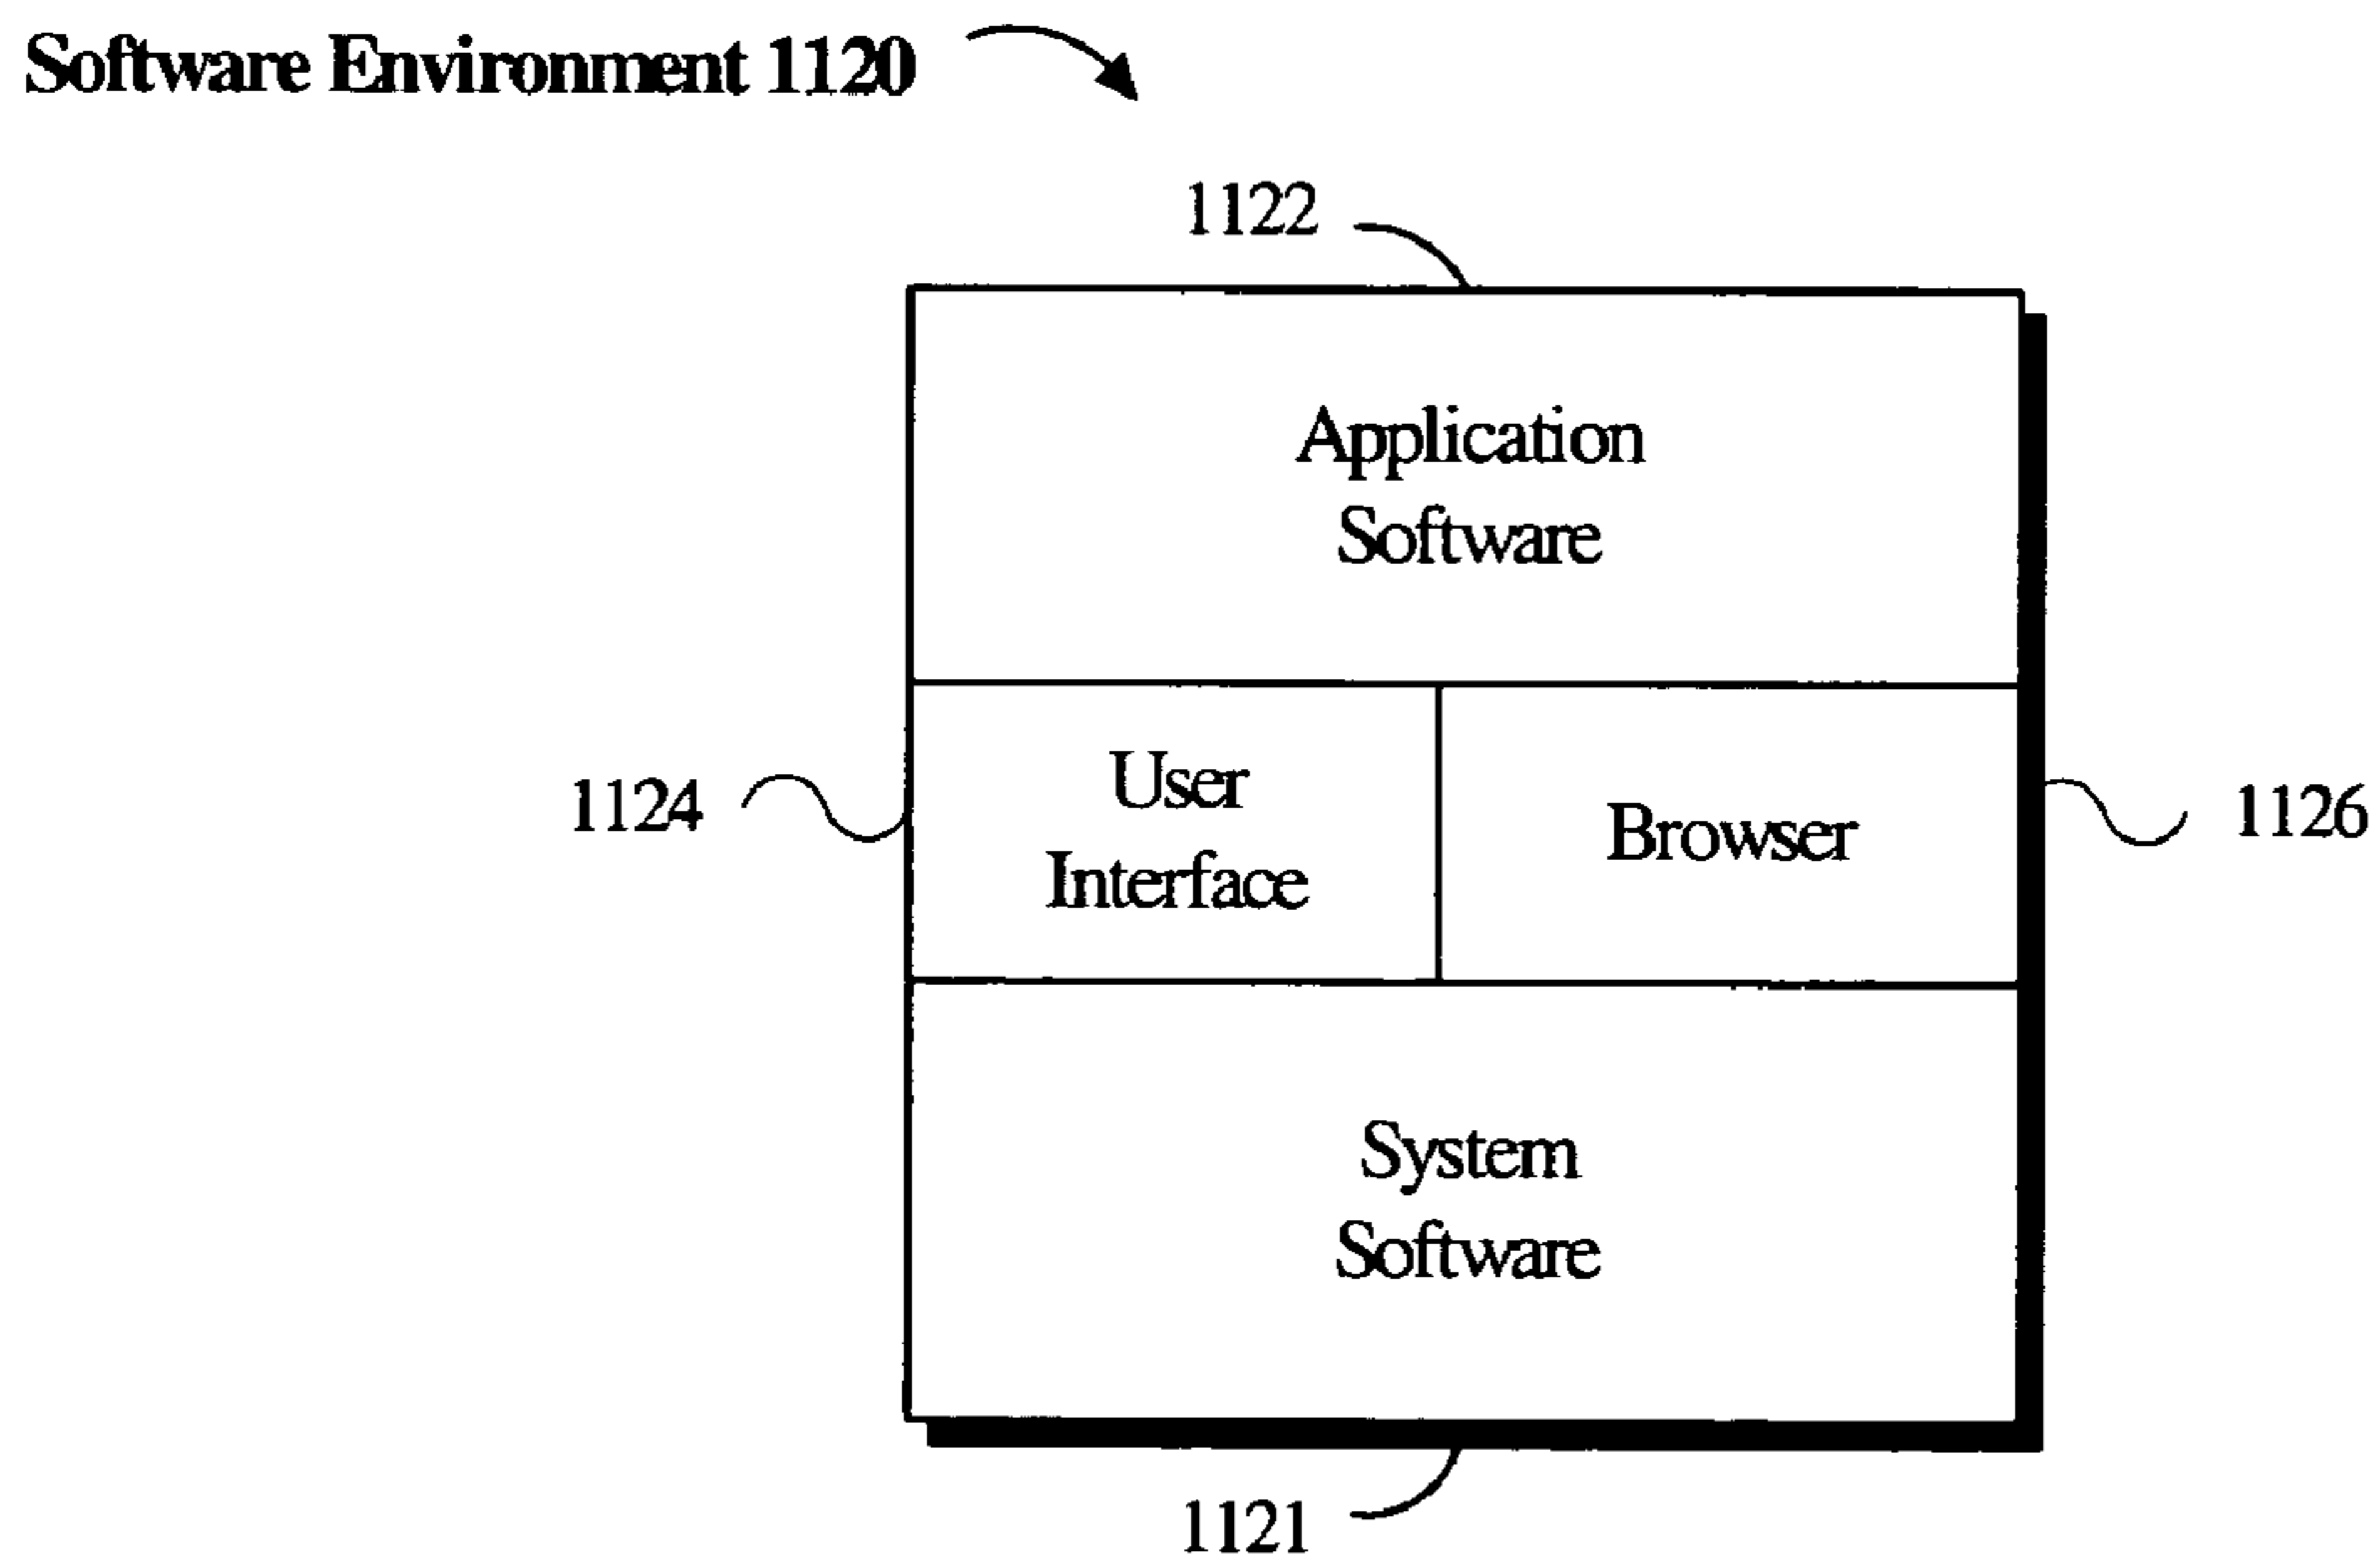 Software Environment 1120
1122
Application
Software
User
Interface
1124
Browser
1126
System
Software
1121